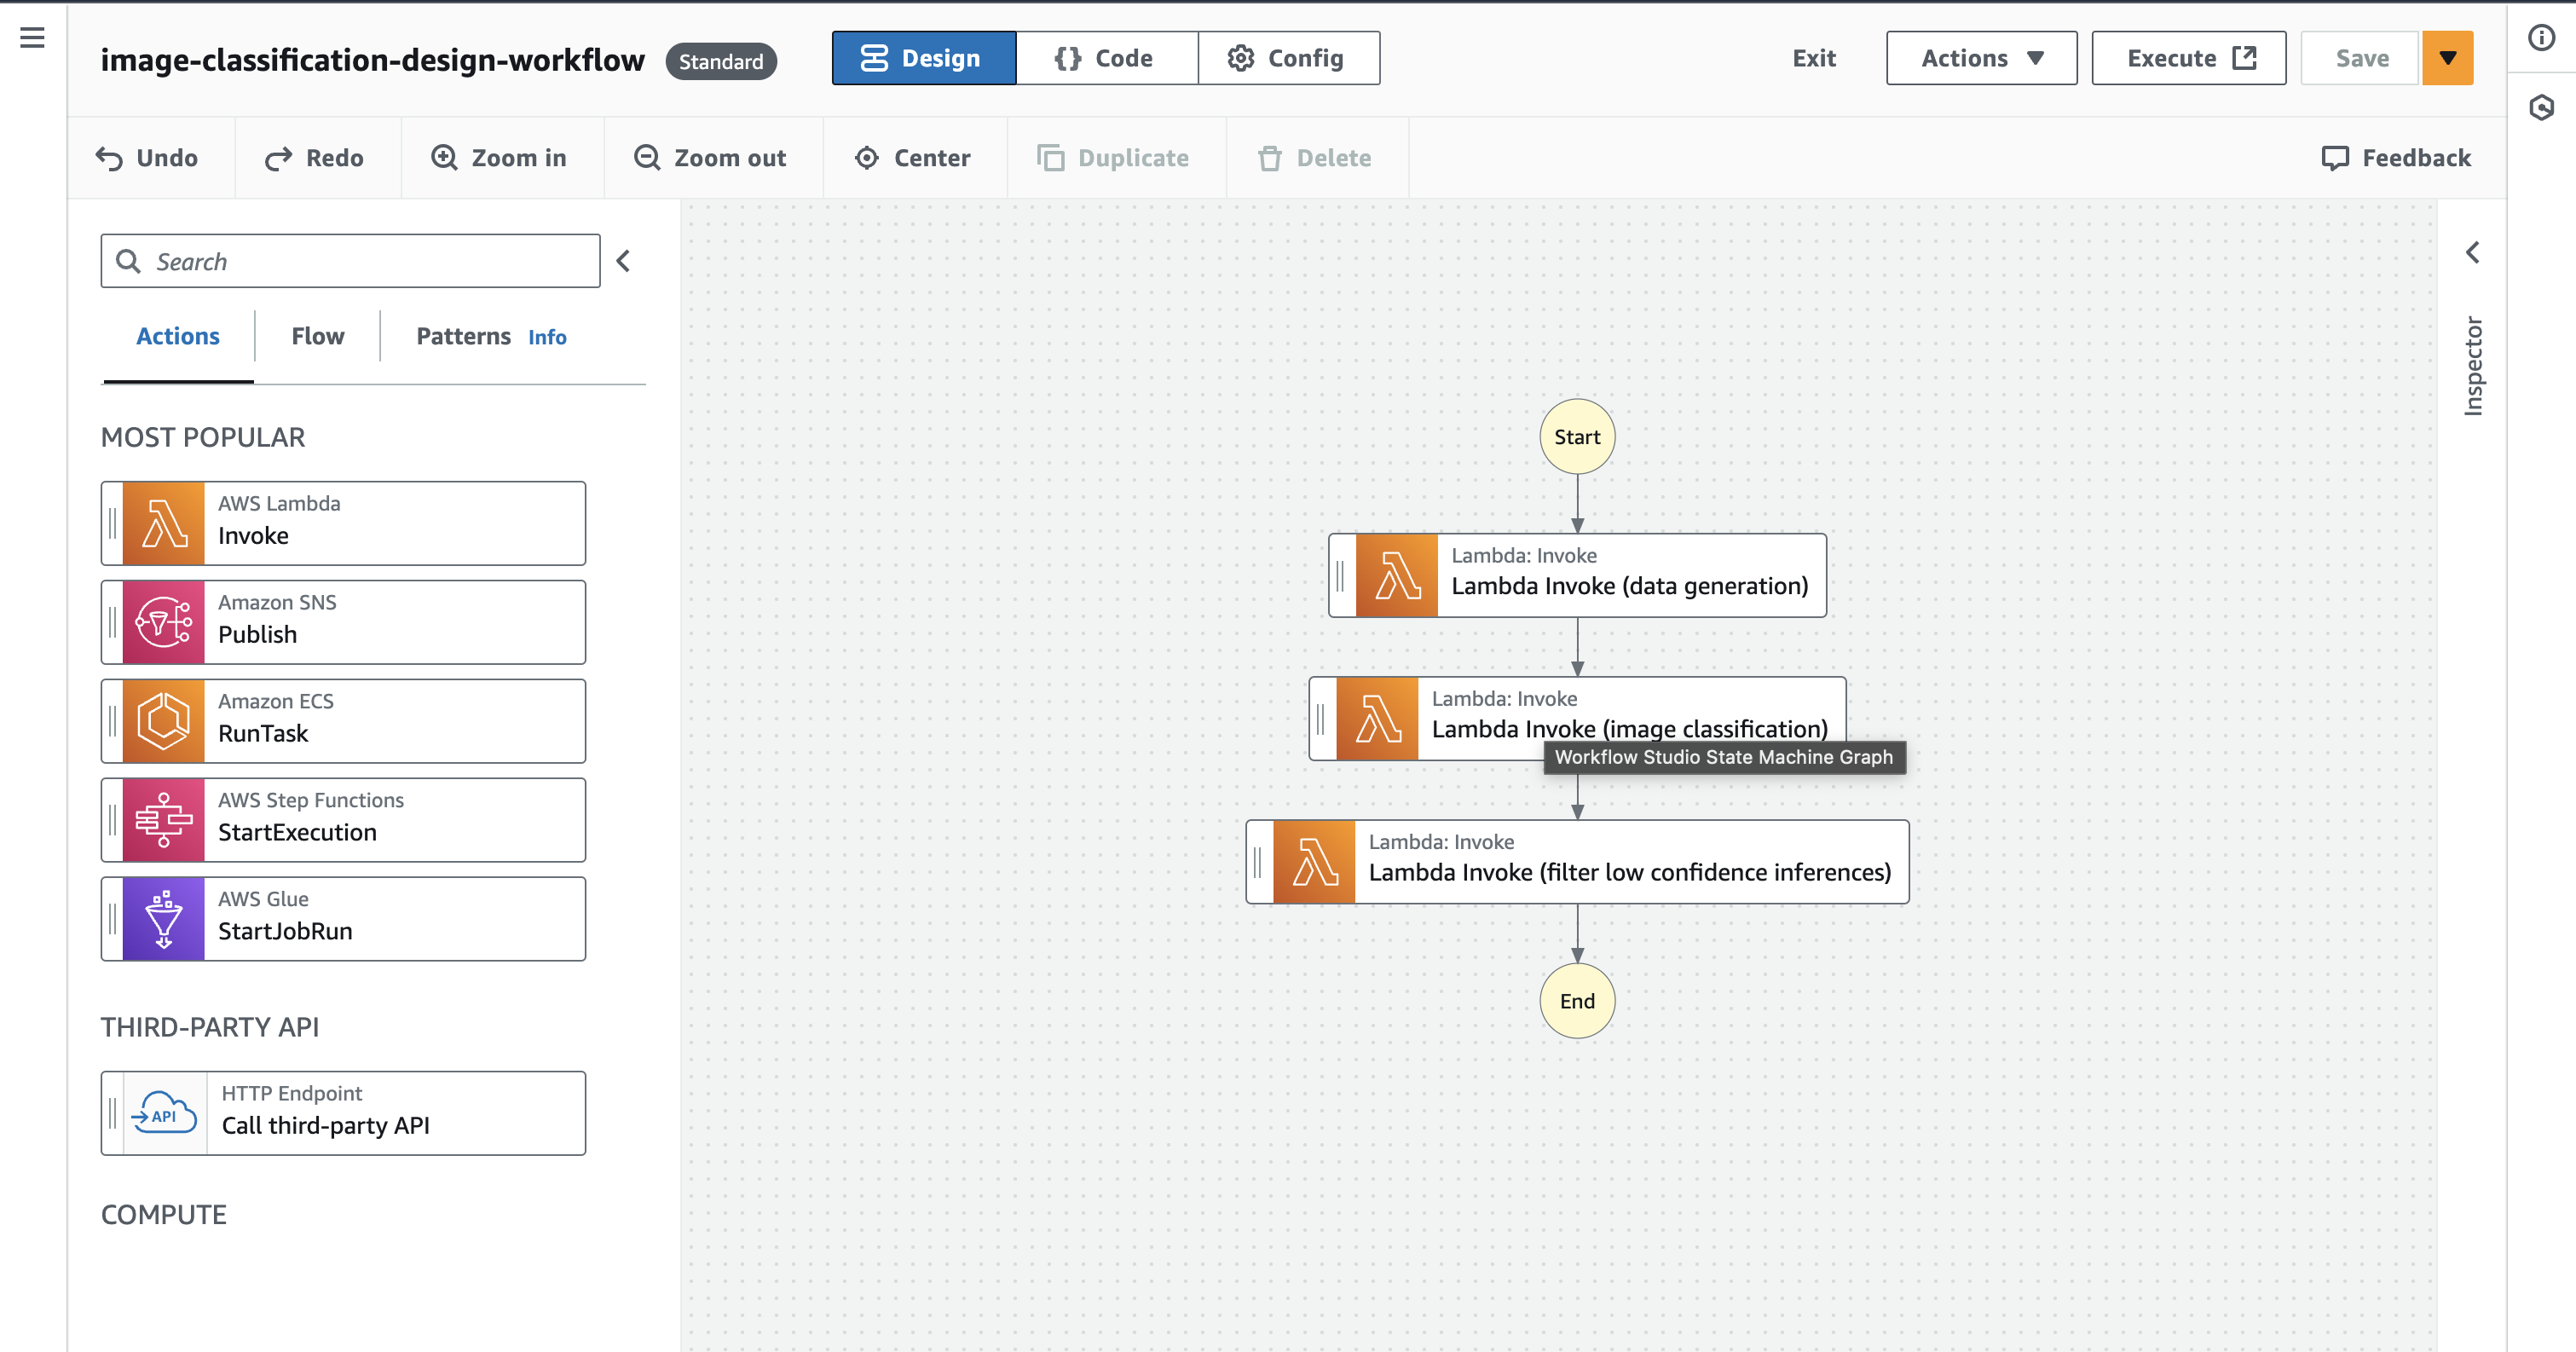 image-classification-design-workflow
Standard
Design
{} Code
Config
Exit
Actions
Execute
Save
Undo
Redo
Zoom in
Zoom out
Center
Duplicate
Delete
Feedback
Search
Actions
Flow
Patterns Info
MOST POPULAR
AWS Lambda
Invoke
Amazon SNS
Publish
Amazon ECS
RunTask
AWS Step Functions
StartExecution
AWS Glue
StartJobRun
THIRD-PARTY API
API
HTTP Endpoint
Call third-party API
COMPUTE
Start
Lambda: Invoke
Lambda Invoke (data generation)
Lambda: Invoke
Lambda Invoke (image classification)
Workflow Studio State Machine Graph
Lambda: Invoke
Lambda Invoke (filter low confidence inferences)
End
Inspector